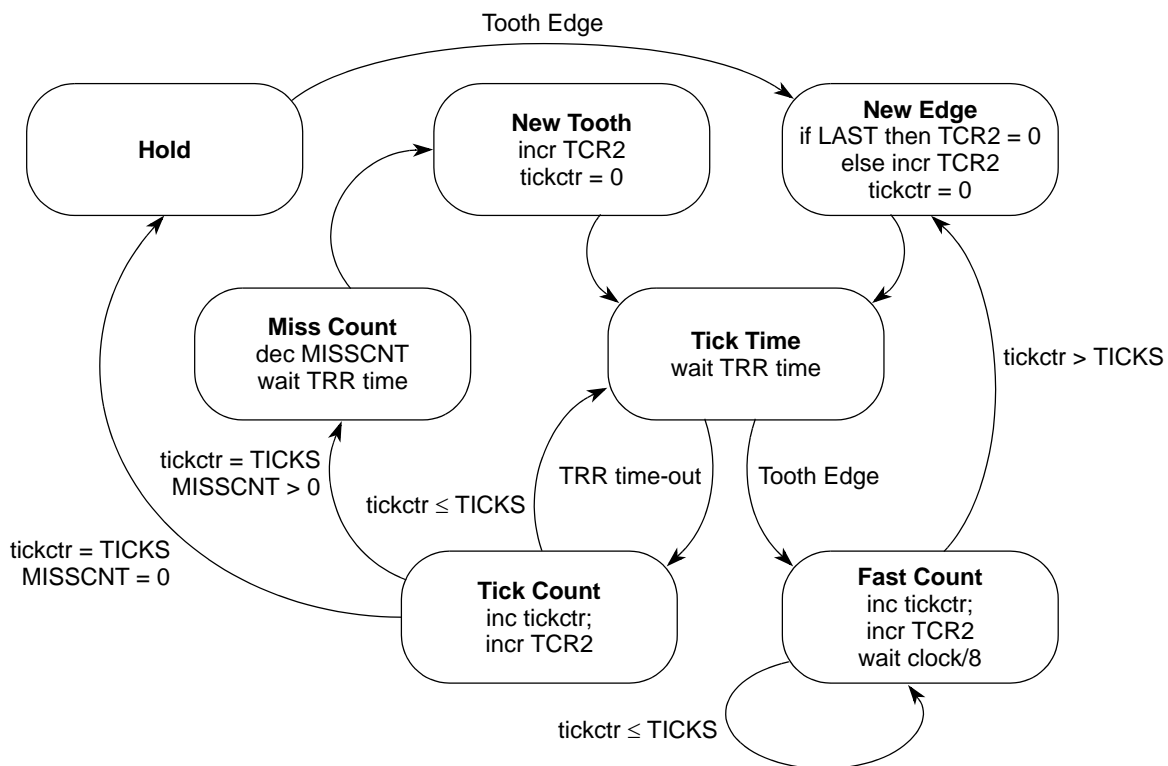 Tooth Edge
Hold
New Tooth
incr TCR2
tickctr = 0
New Edge
if LAST then TCR2 = 0
else incr TCR2
tickctr = 0
Miss Count
dec MISSCNT
wait TRR time
Tick Time
wait TRR time
tickctr > TICKS
tickctr = TICKS
MISSCNT > 0
tickctr ≤ TICKS
TRR time-out
Tooth Edge
tickctr = TICKS
MISSCNT = 0
Tick Count
inc tickctr;
incr TCR2
Fast Count
inc tickctr;
incr TCR2
wait clock/8
tickctr ≤ TICKS